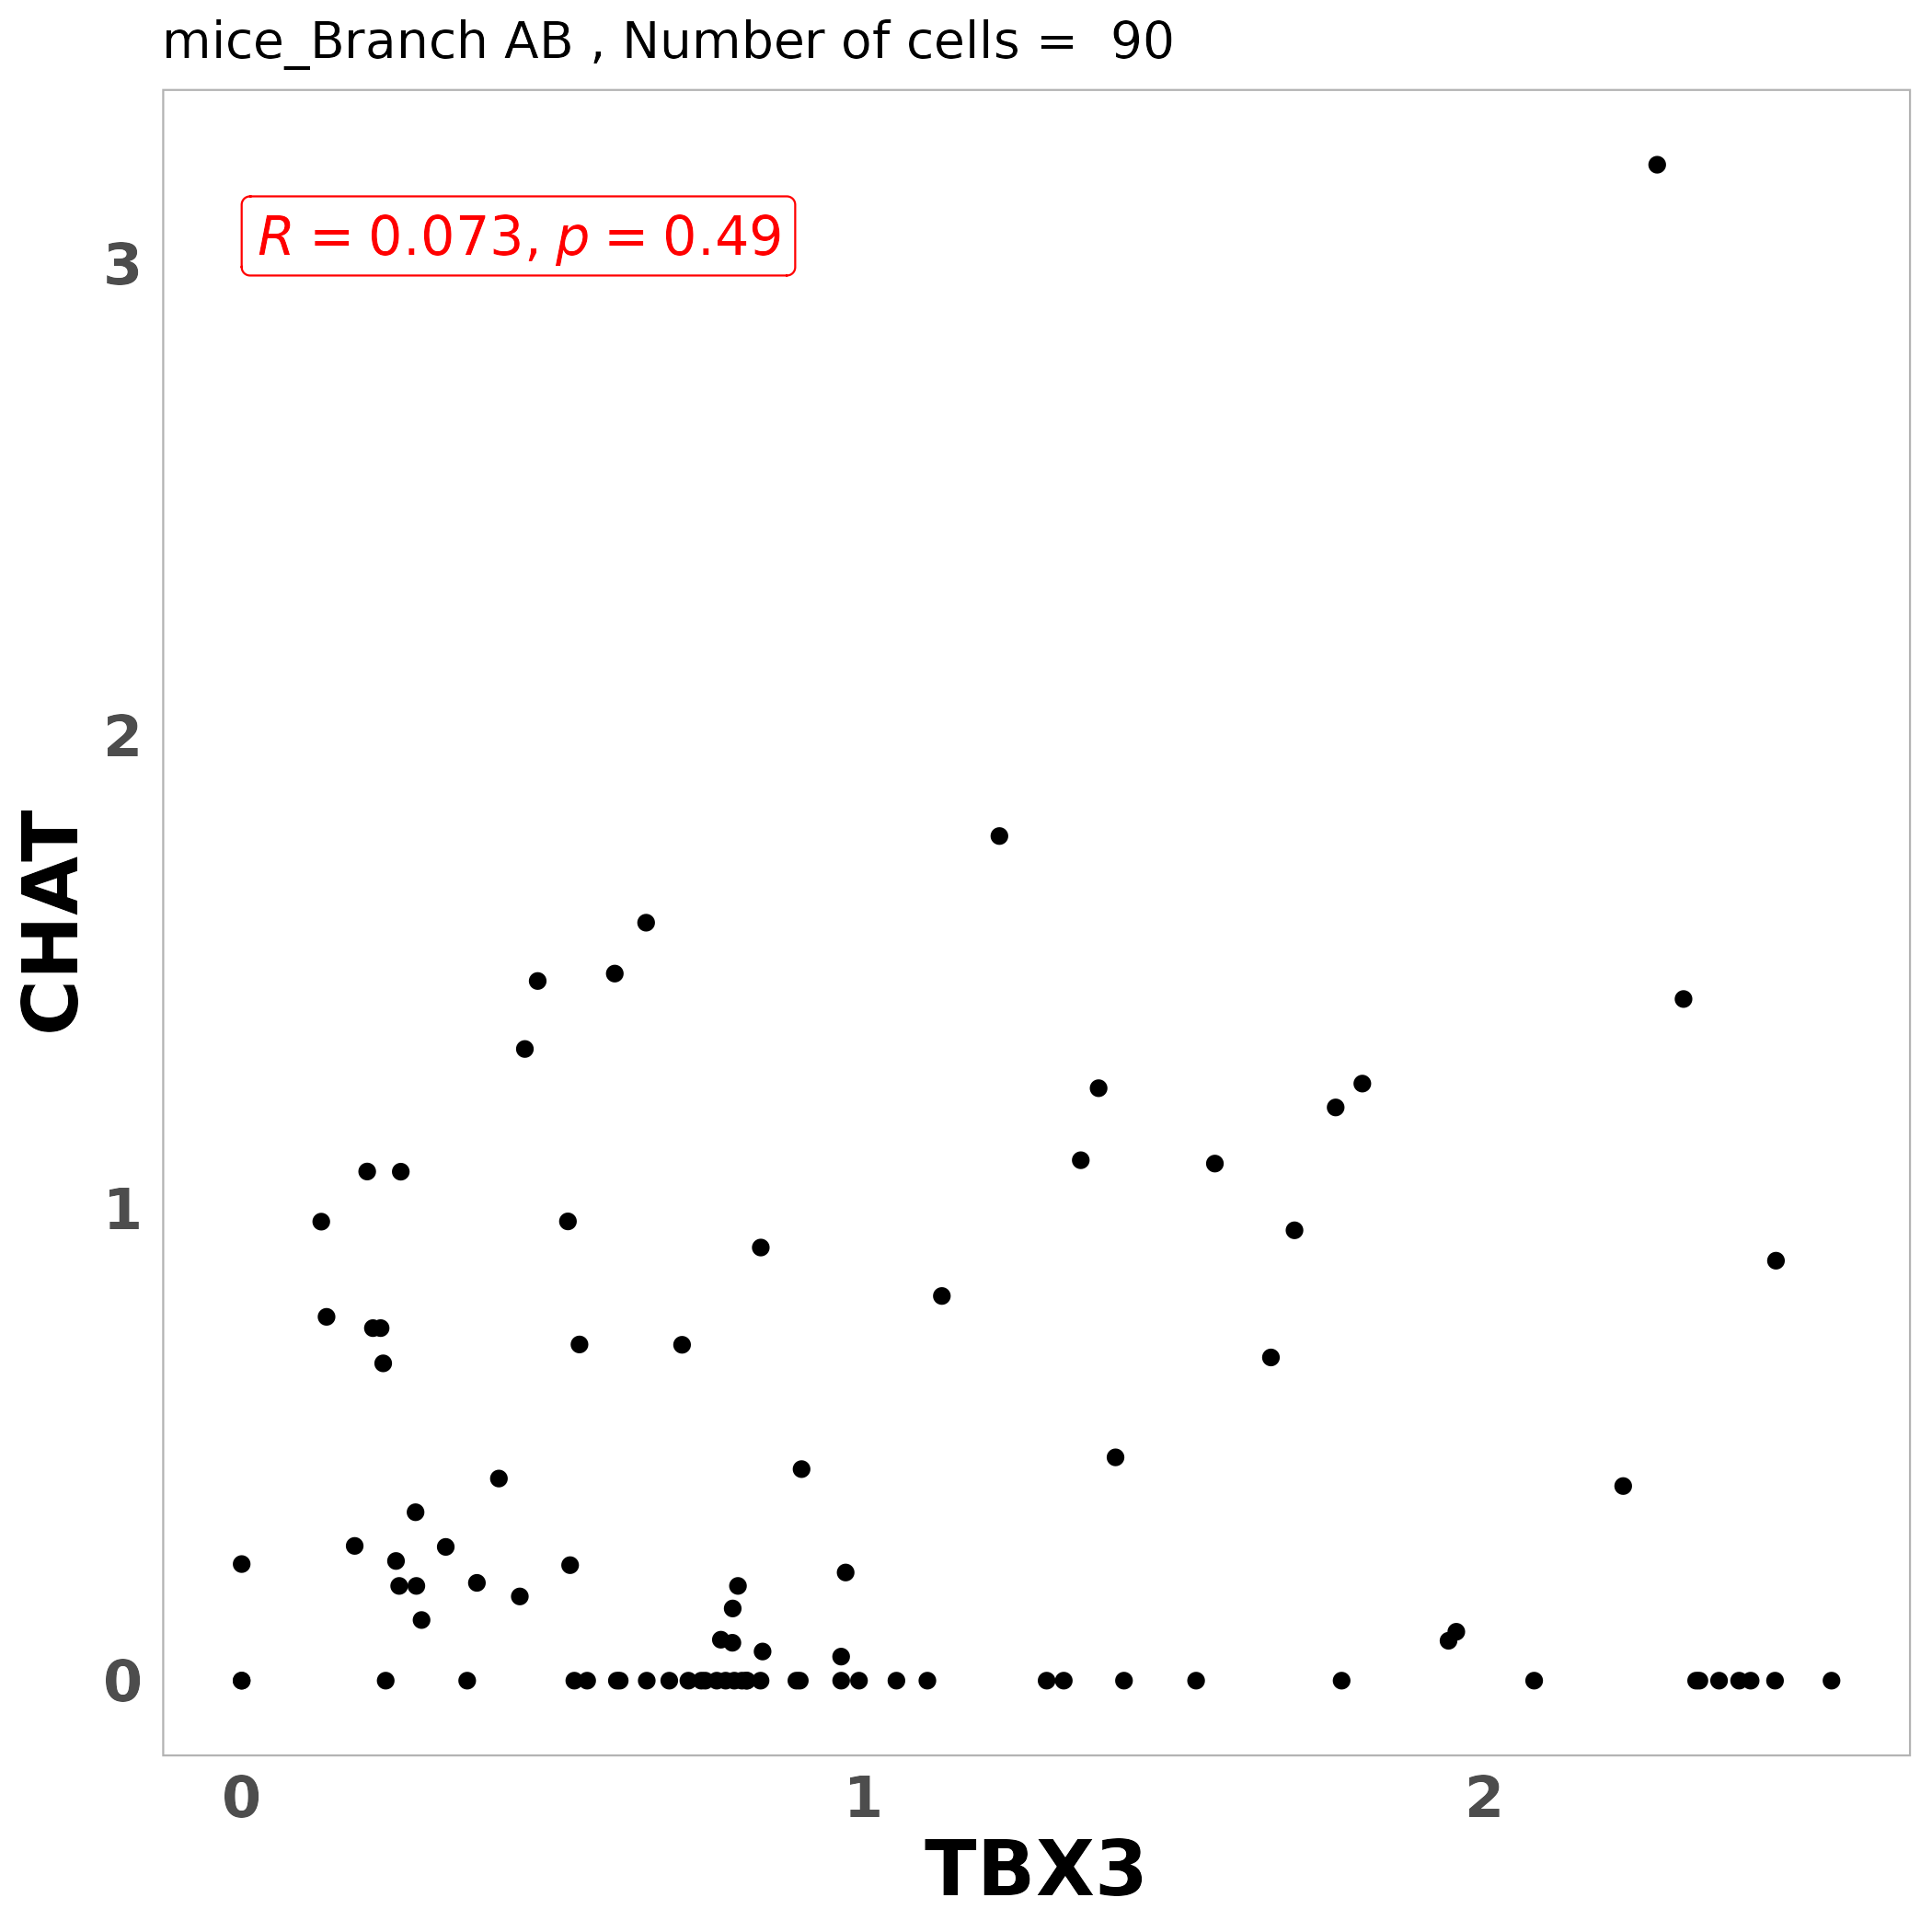 mice_Branch AB , Number of cells =  90
R = 0.073, p = 0.49
3
2
1
0
CHAT
0 1 2
TBX3